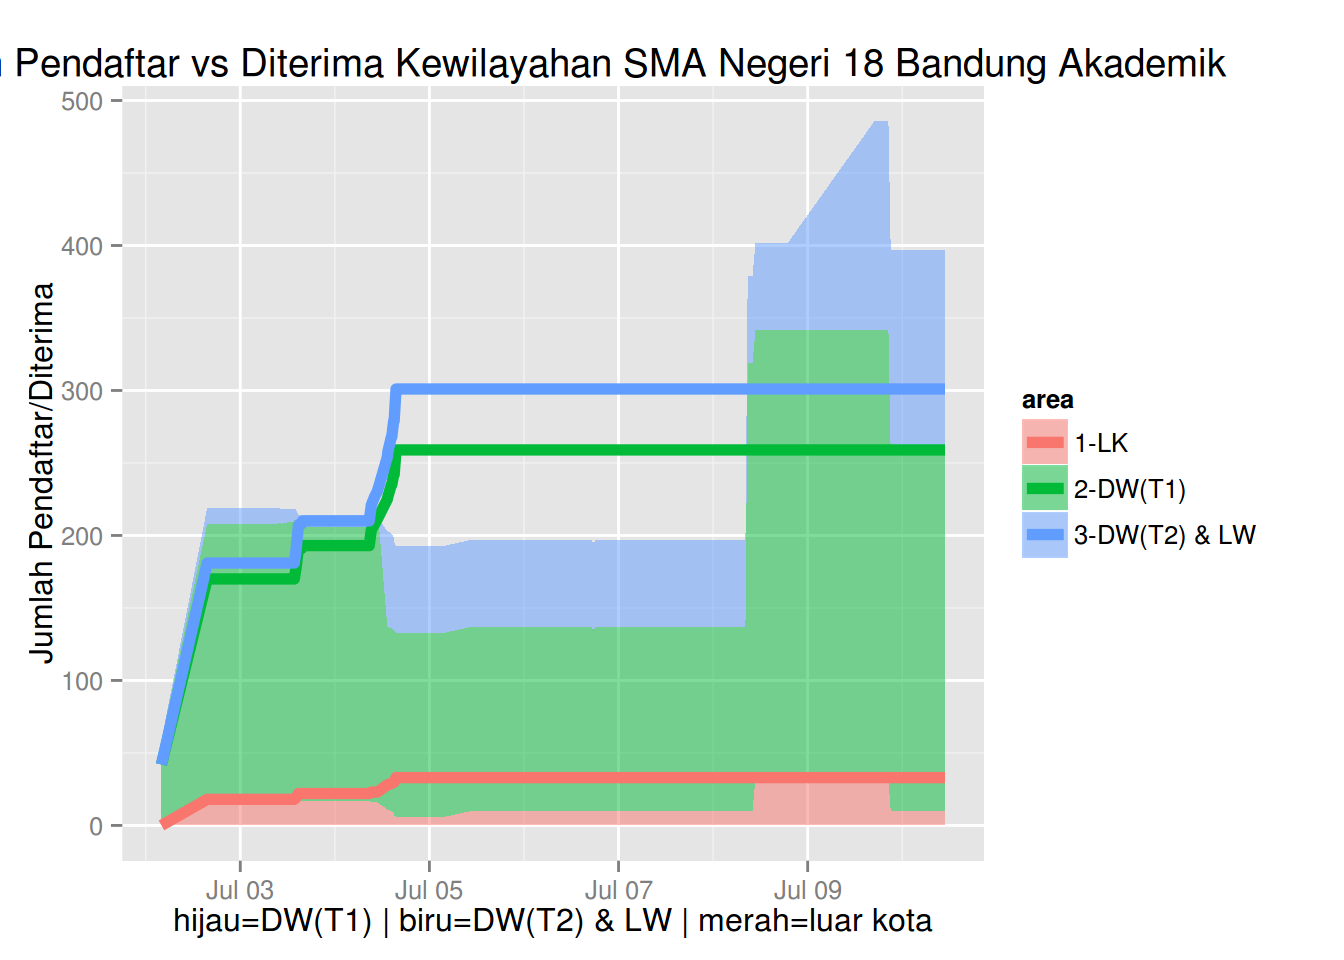 Pendaftar vs Diterima Kewilayahan SMA Negeri 18 Bandung Akademik
500
400
300
200
100
0
Jumlah Pendaftar/Diterima
Jul 03
Jul 05
Jul 07
Jul 09
hijau=DW(T1) | biru=DW(T2) & LW | merah=luar kota
area
1-LK
2-DW(T1)
3-DW(T2) & LW